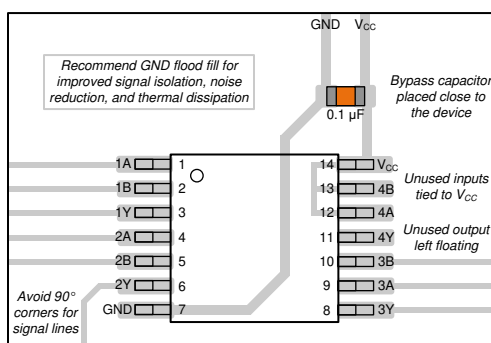 GND VCC
Recommend GND flood fill for
improved signal isolation, noise
reduction, and thermal dissipation
Bypass capacitor
placed close to
the device
0.1 µF
1A 1 14 VCC
Unused inputs
tied to VCC
1B 2 13 4B
1Y 3 12 4A
2A 4 11 4Y
Unused output
left floating
2B 5 10 3B
2Y 6 9 3A
Avoid 90°
corners for
signal lines
GND 7 8 3Y